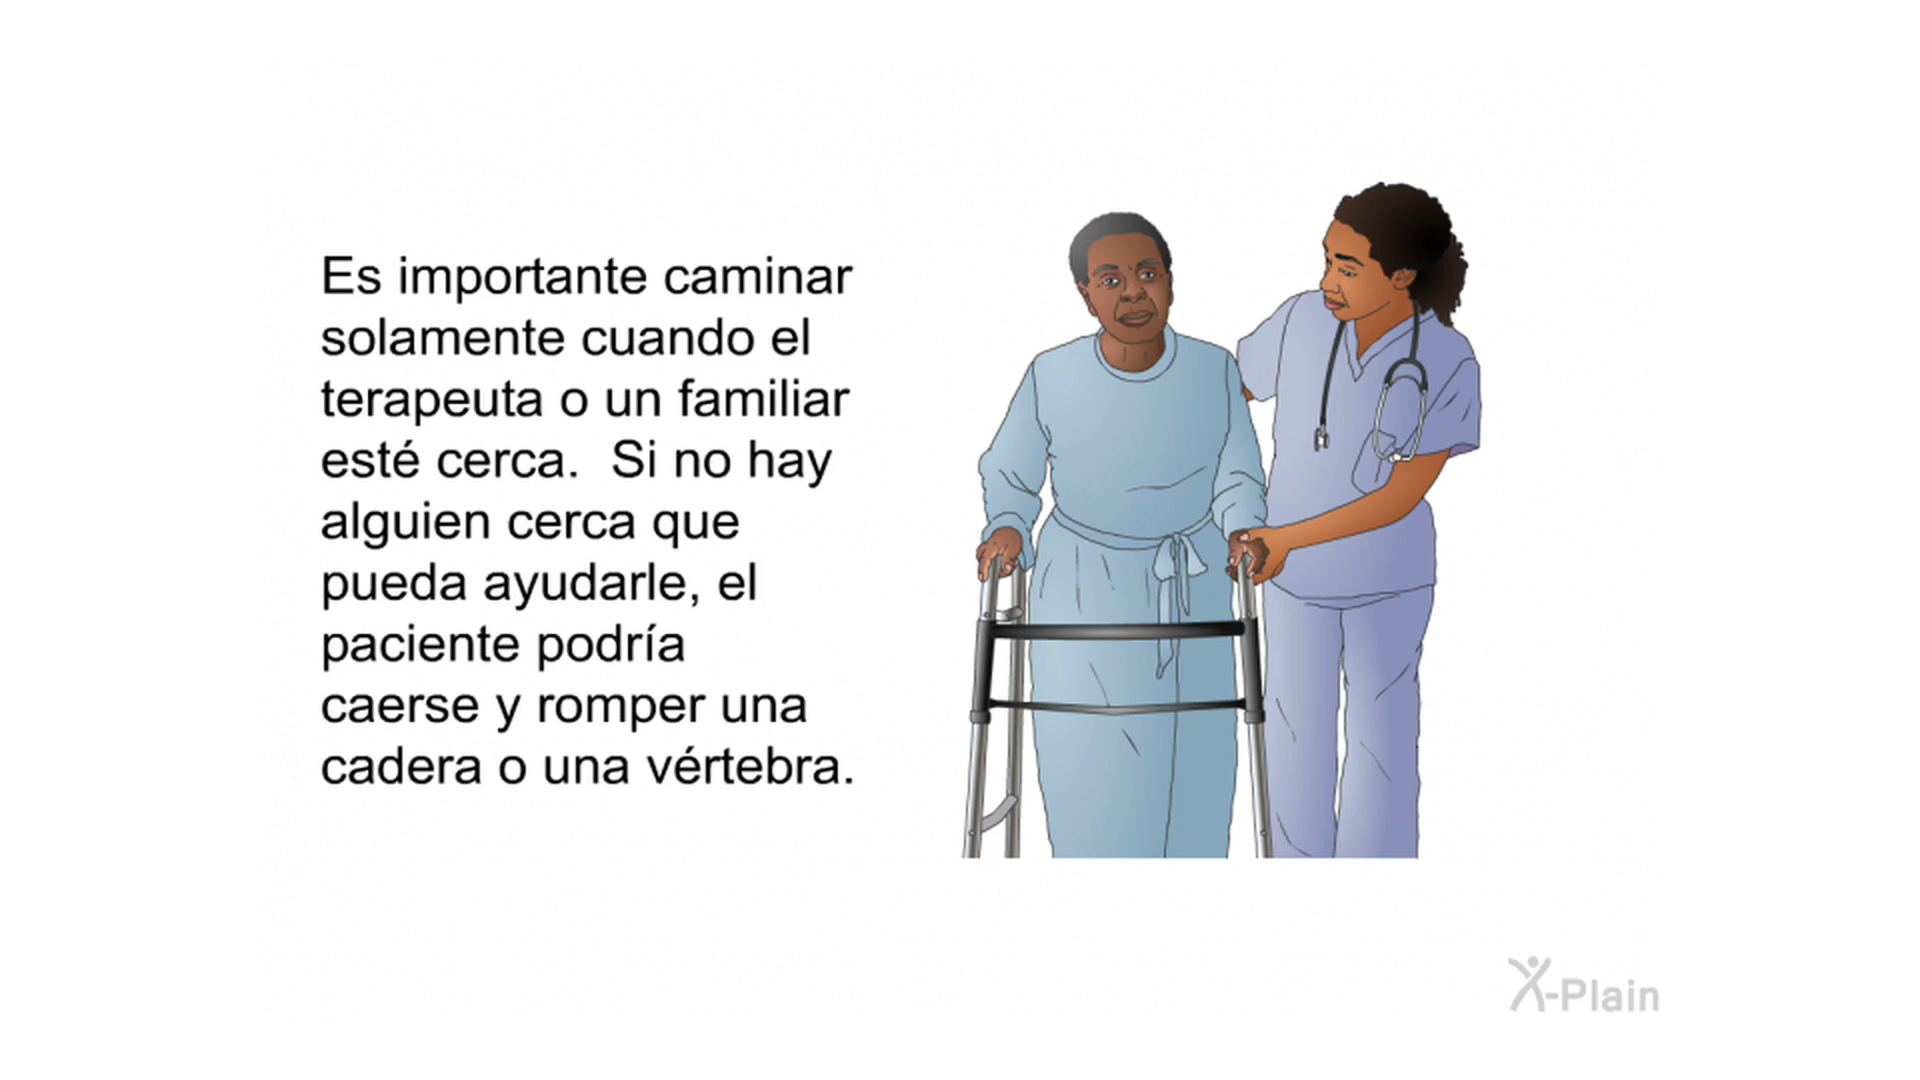 Es importante caminar
solamente cuando el
terapeuta o un familiar
esté cerca.  Si no hay
alguien cerca que
pueda ayudarle, el
paciente podría
caerse y romper una
cadera o una vértebra.
X-Plain